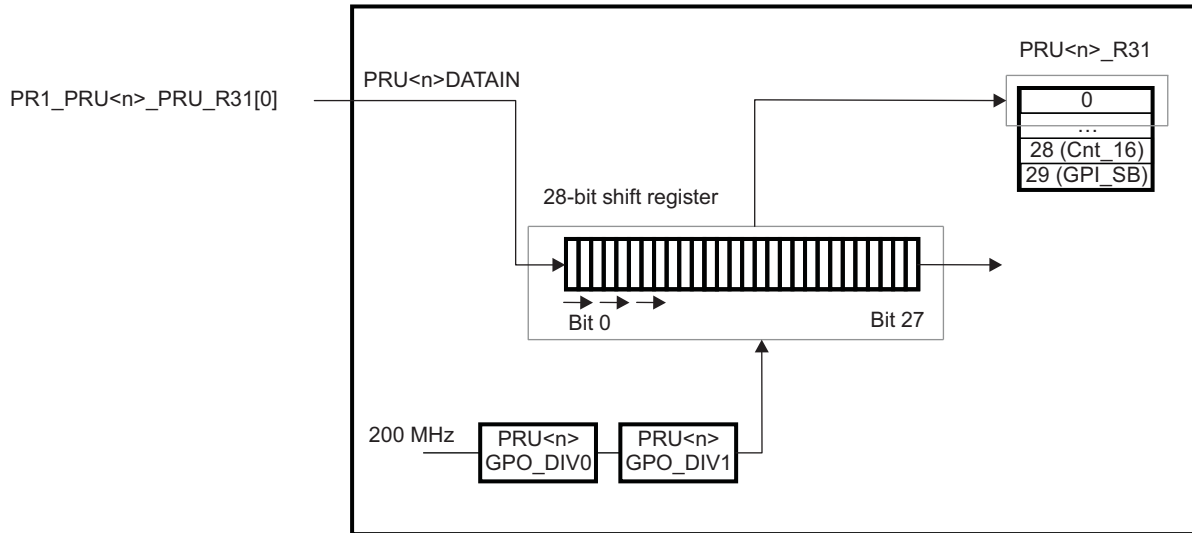 PRU<n>_R31
PRU<n>DATAIN
PR1_PRU<n>_PRU_R31[0]
0
…
28 (Cnt_16)
29 (GPI_SB)
28-bit shift register
Bit 0
Bit 27
200 MHz
PRU<n>
GPO_DIV0
PRU<n>
GPO_DIV1